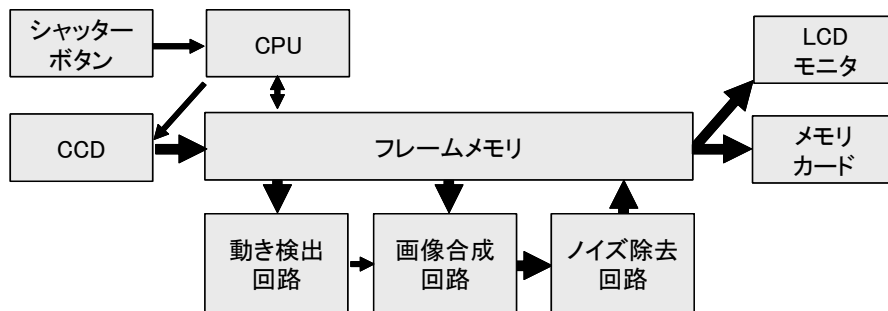 シャッター
ボタン
CPU
LCD
モニタ
CCD
フレームメモリ
メモリ
カード
動き検出
回路
画像合成
回路
ノイズ除去
回路